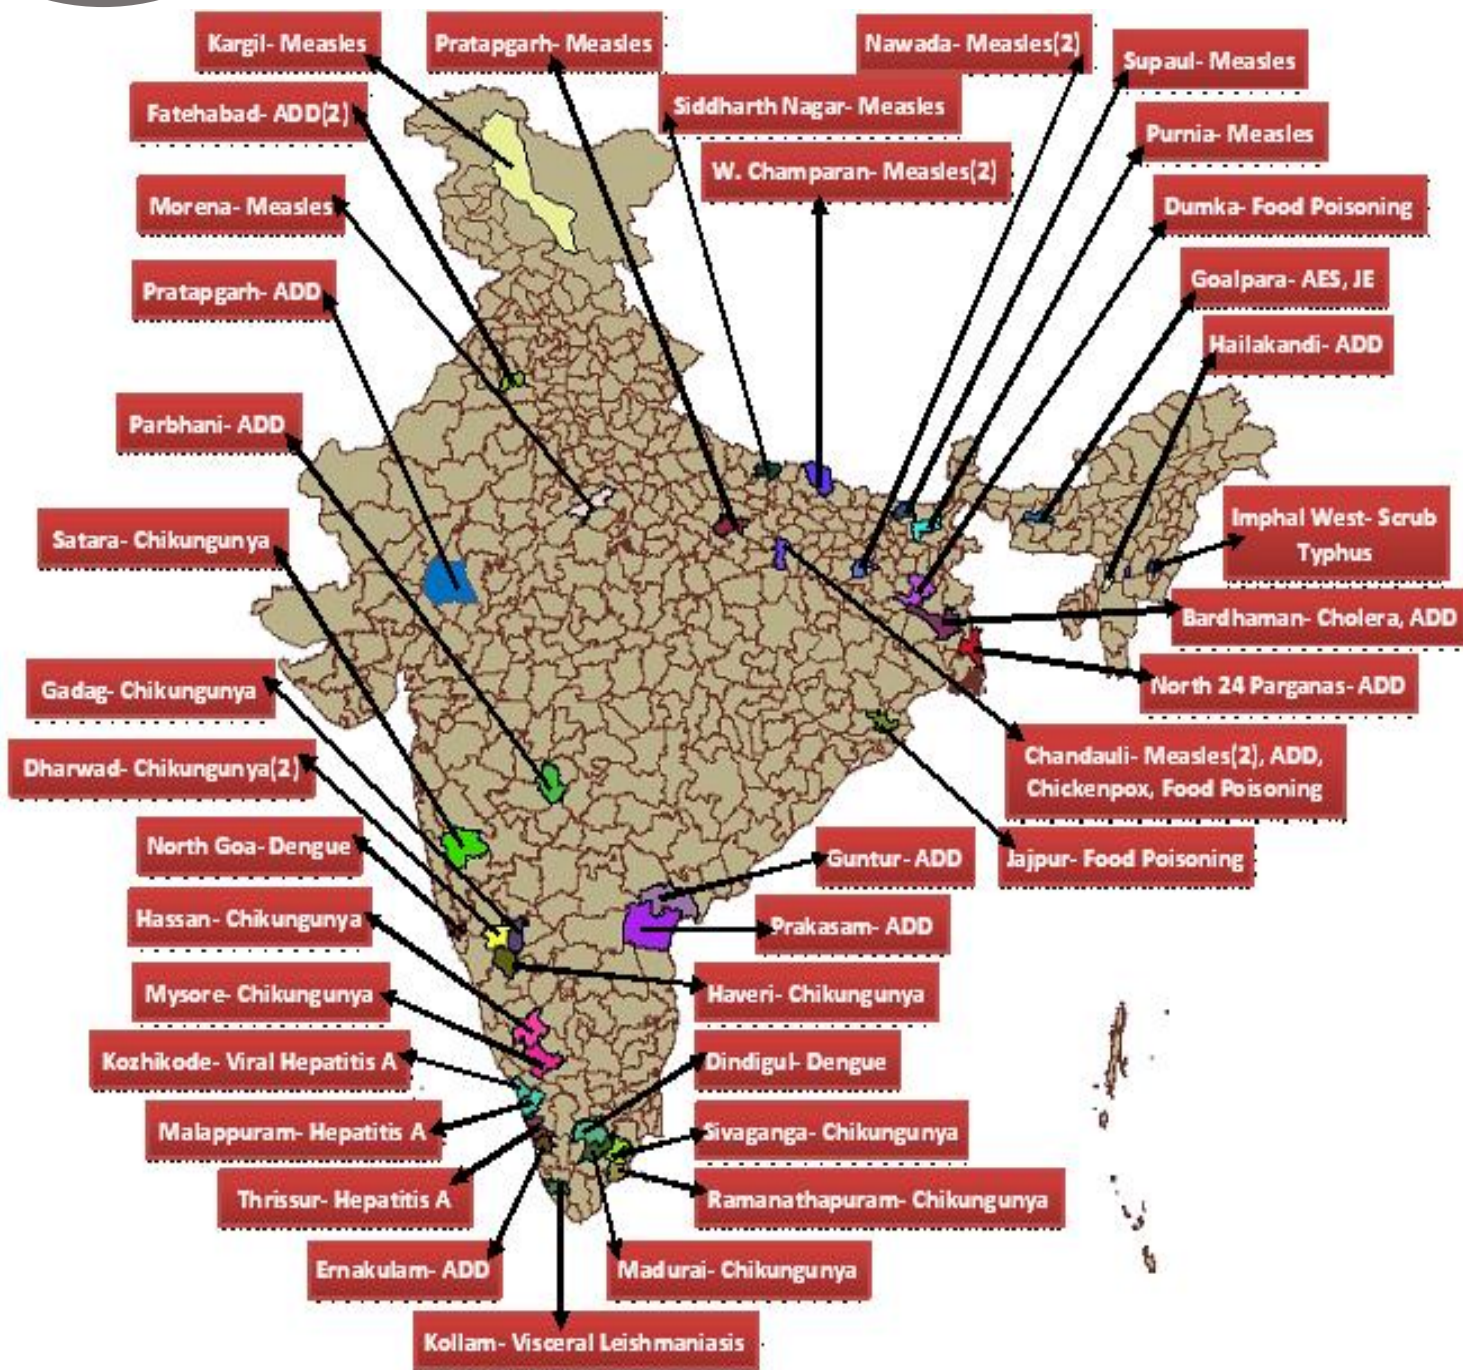 Kargil- Measles
Pratapgarh- Measles
Nawada- Measles(2)
Supaul- Measles
Fatehabad- ADD(2)
Siddharth Nagar- Measles
Purnia- Measles
W. Champaran- Measles(2)
Morena- Measles
Dumka- Food Poisoning
Pratapgarh- ADD
Goalpara- AES, JE
Hailakandi- ADD
Parbhani- ADD
Satara- Chikungunya
Imphal West- Scrub
Typhus
Bardhaman- Cholera, ADD
Gadag- Chikungunya
North 24 Parganas- ADD
Dharwad- Chikungunya(2)
Chandauli- Measles(2), ADD,
Chickenpox, Food Poisoning
North Goa- Dengue
Guntur- ADD
Jajpur- Food Poisoning
Hassan- Chikungunya
Prakasam- ADD
Mysore- Chikungunya
Haveri- Chikungunya
Kozhikode- Viral Hepatitis A
Dindigul- Dengue
Malappuram- Hepatitis A
Sivaganga- Chikungunya
Thrissur- Hepatitis A
Ramanathapuram- Chikungunya
Ernakulam- ADD
Madurai- Chikungunya
Kollam- Visceral Leishmaniasis